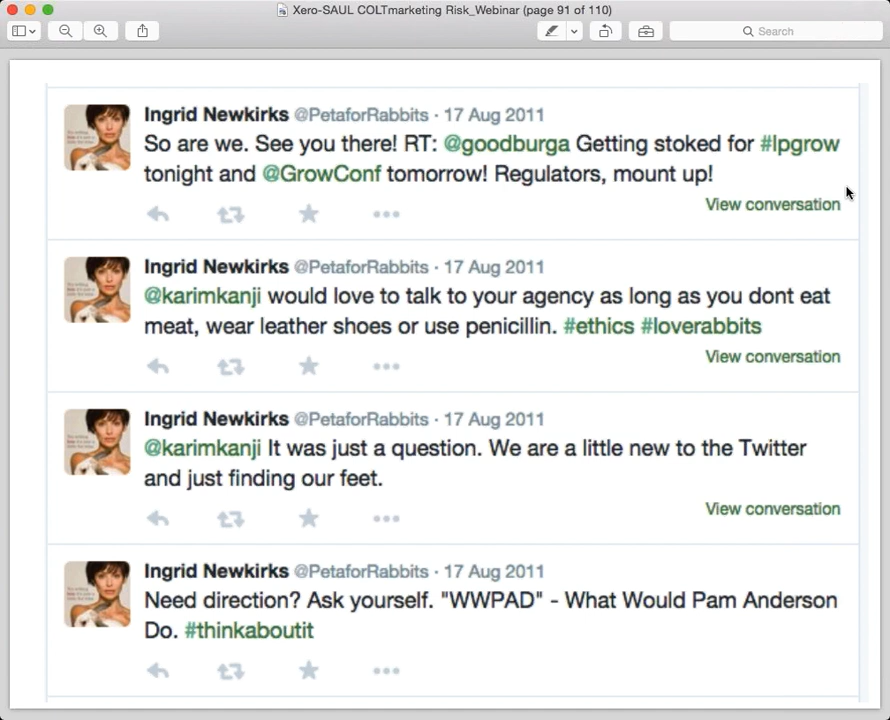 Xero-SAUL COLTmarketing Risk_Webinar (page 91 of 110)
Search
Ingrid Newkirks @PetaforRabbits · 17 Aug 2011
So are we. See you there! RT: @goodburga Getting stoked for #lpgrow
tonight and @GrowConf tomorrow! Regulators, mount up!
View conversation
Ingrid Newkirks @PetaforRabbits · 17 Aug 2011
@karimkanji would love to talk to your agency as long as you dont eat
meat, wear leather shoes or use penicillin. #ethics #loverabbits
View conversation
Ingrid Newkirks @PetaforRabbits · 17 Aug 2011
@karimkanji It was just a question. We are a little new to the Twitter
and just finding our feet.
View conversation
Ingrid Newkirks @PetaforRabbits · 17 Aug 2011
Need direction? Ask yourself. "WWPAD" - What Would Pam Anderson
Do. #thinkaboutit